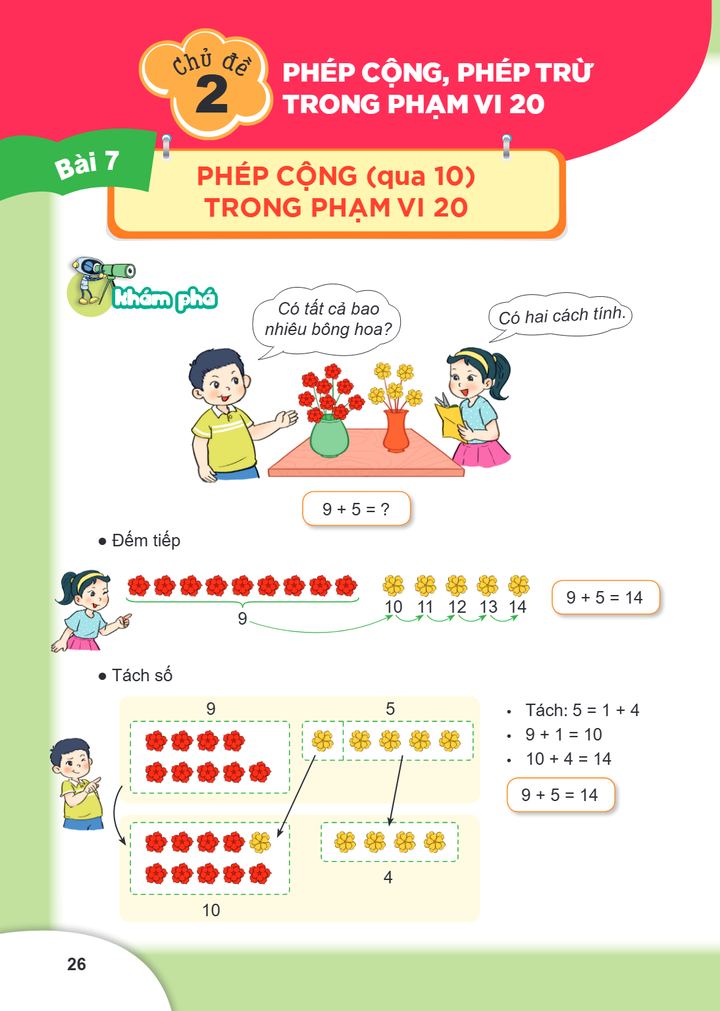 Chủ đề
2
PHÉP CỘNG, PHÉP TRỪ
TRONG PHẠM VI 20
Bài 7
PHÉP CỘNG (qua 10)
TRONG PHẠM VI 20
khám phá
Có tất cả bao
nhiêu bông hoa?
Có hai cách tính.
9 + 5 = ?
● Đếm tiếp
9
10 11 12 13 14
9 + 5 = 14
● Tách số
9 5
• Tách: 5 = 1 + 4
• 9 + 1 = 10
• 10 + 4 = 14
9 + 5 = 14
10
4
26